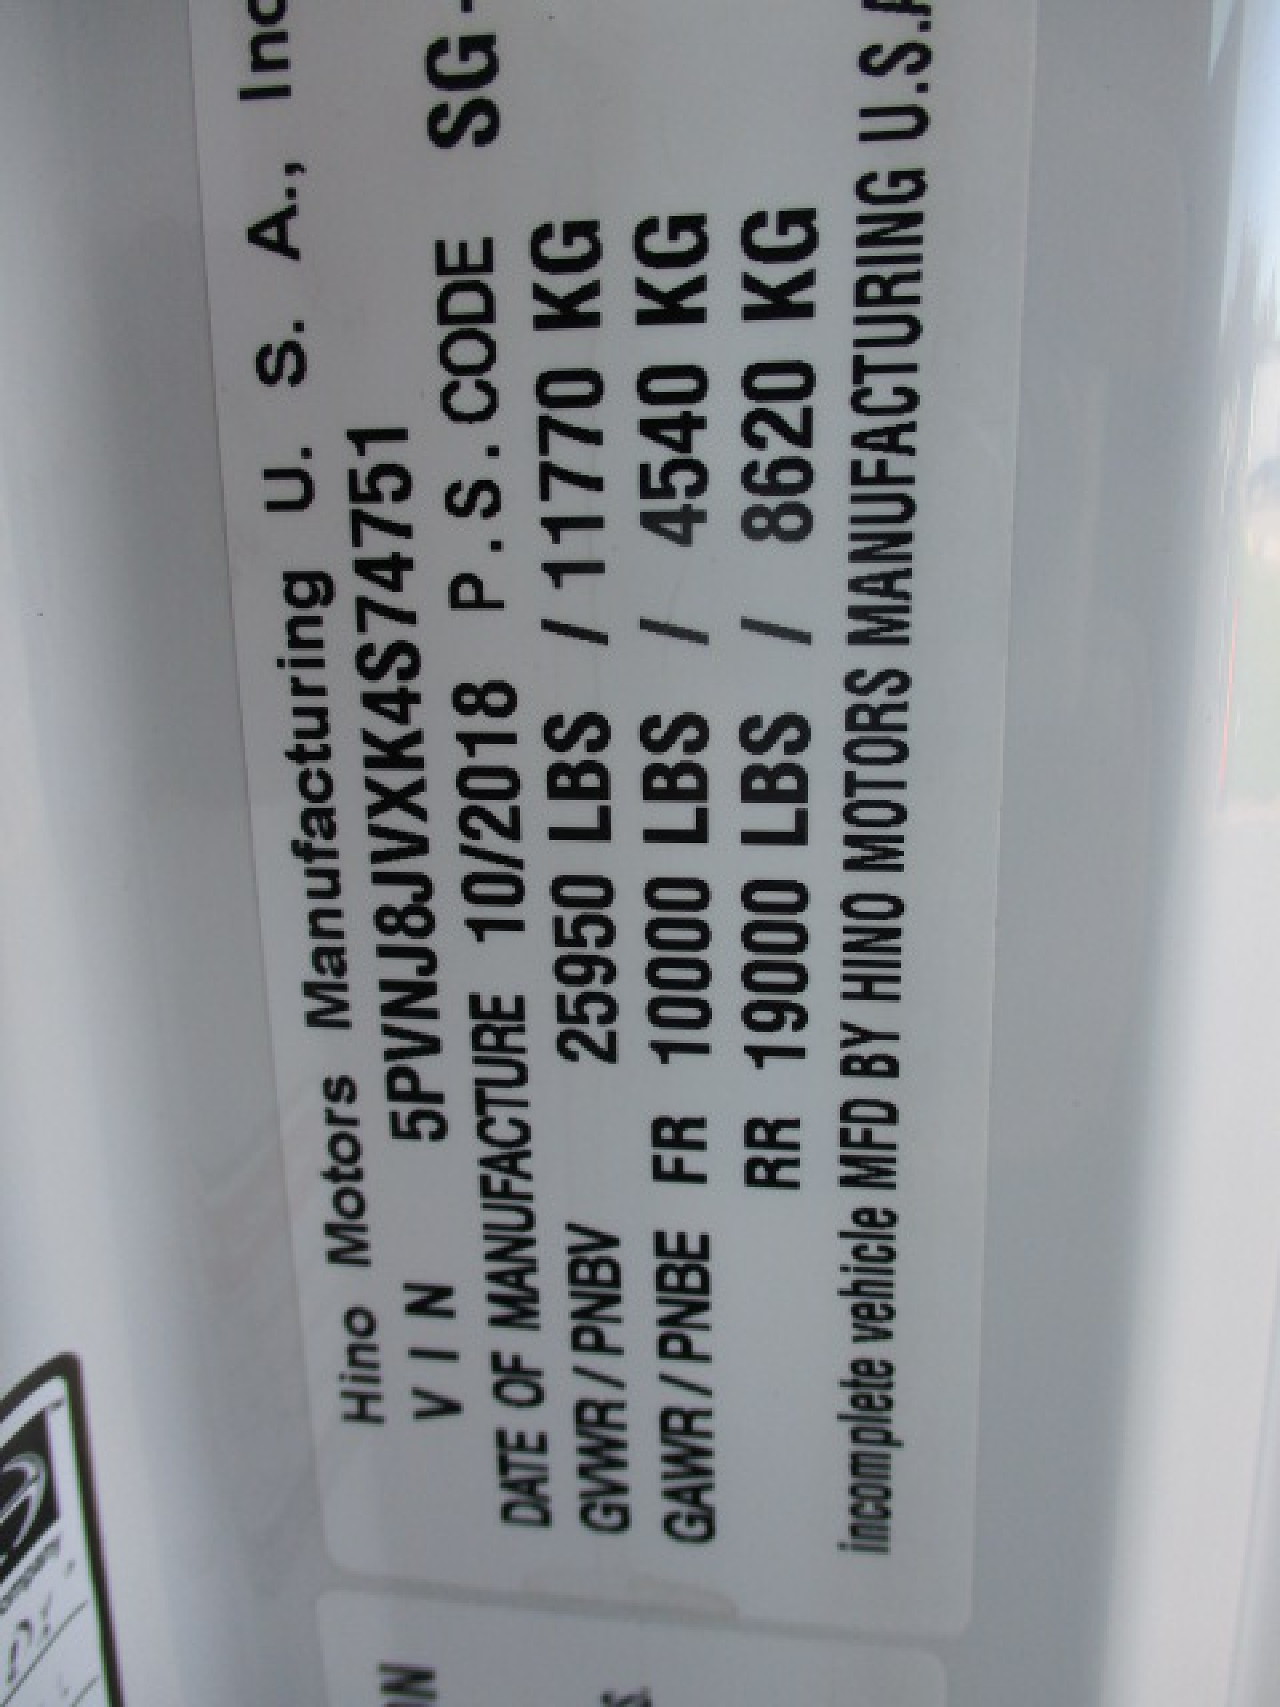 Hino Motors Manufacturing U. S. A., Inc
VIN 5PVNJ8JVXK4S74751
DATE OF MANUFACTURE 10/2018 P.S.CODE SG-
GVWR / PNBV 25950 LBS / 11770 KG
GAWR / PNBE FR 10000 LBS / 4540 KG
RR 19000 LBS / 8620 KG
incomplete vehicle MFD BY HINO MOTORS MANUFACTURING U.S.A